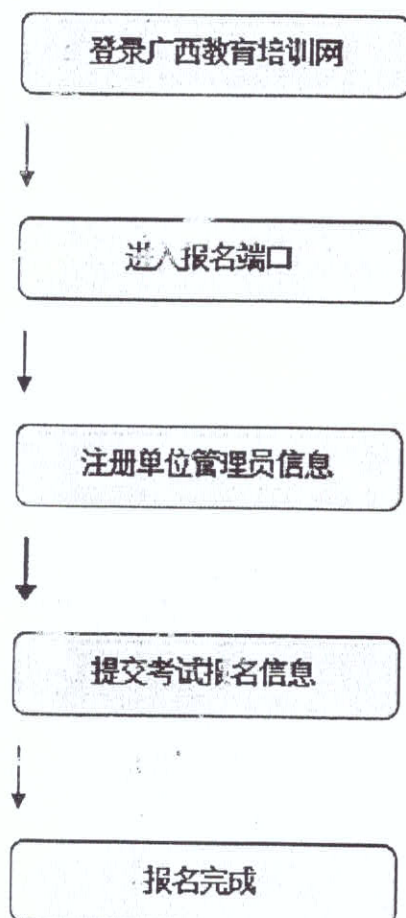 登录广西教育培训网
进入报名端口
注册单位管理员信息
提交考试报名信息
报名完成